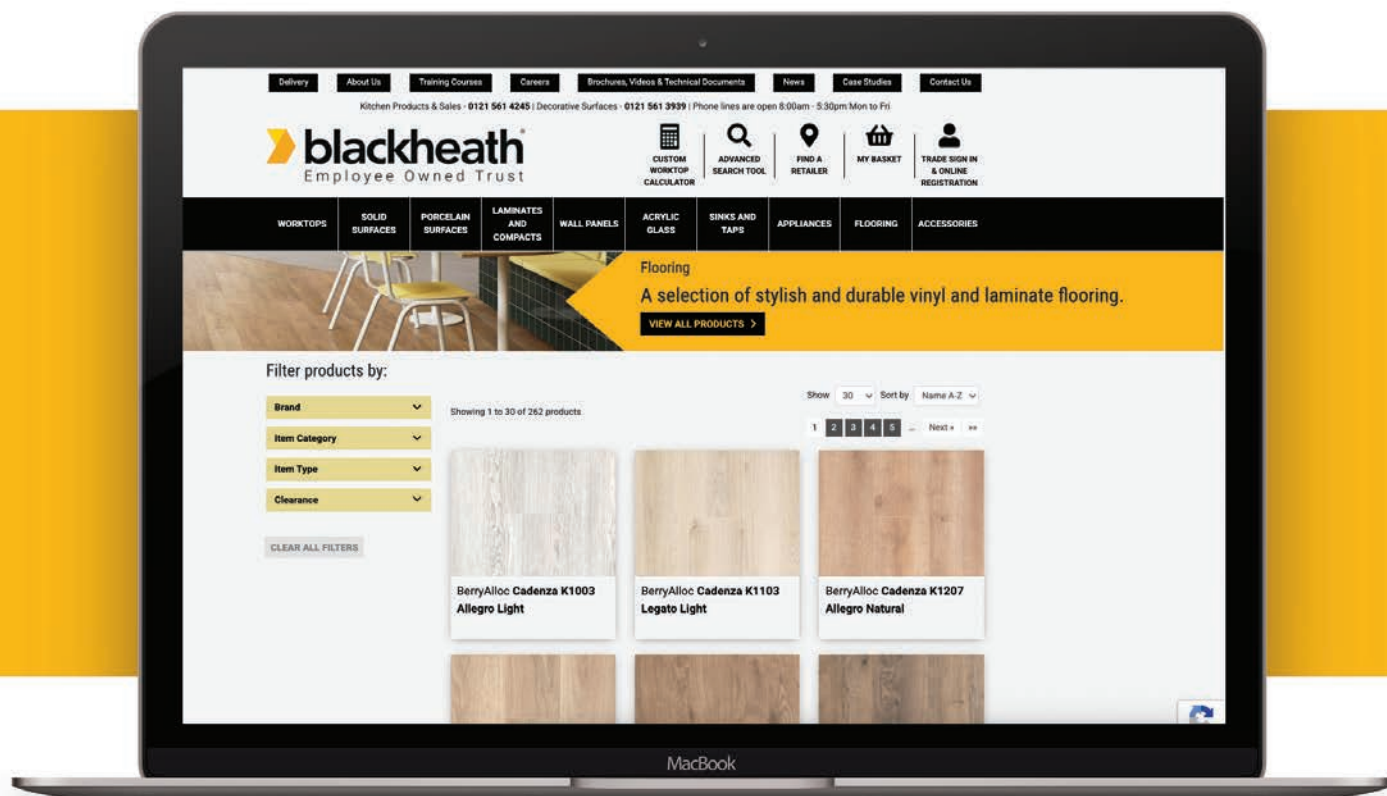 Delivery About Us Training Courses Careers Brochures, Videos & Technical Documents News Case Studies Contact Us
Kitchen Products & Sales - 0121 561 4245 | Decorative Surfaces - 0121 561 3939 | Phone lines are open 8:00am - 5:30pm Mon to Fri
blackheath
Employee Owned Trust
CUSTOM
WORKTOP
CALCULATOR
ADVANCED
SEARCH TOOL
FIND A
RETAILER
MY BASKET
TRADE SIGN IN
& ONLINE
REGISTRATION
WORKTOPS
SOLID
SURFACES
PORCELAIN
SURFACES
LAMINATES
AND
COMPACTS
WALL PANELS
ACRYLIC
GLASS
SINKS AND
TAPS
APPLIANCES
FLOORING
ACCESSORIES
Flooring
A selection of stylish and durable vinyl and laminate flooring.
VIEW ALL PRODUCTS >
Filter products by:
Brand
Item Category
Item Type
Clearance
CLEAR ALL FILTERS
Showing 1 to 30 of 262 products
Show 30 Sort by Name A-Z
1 2 3 4 5 ... Next » »»
BerryAlloc Cadenza K1003
Allegro Light
BerryAlloc Cadenza K1103
Legato Light
BerryAlloc Cadenza K1207
Allegro Natural
MacBook